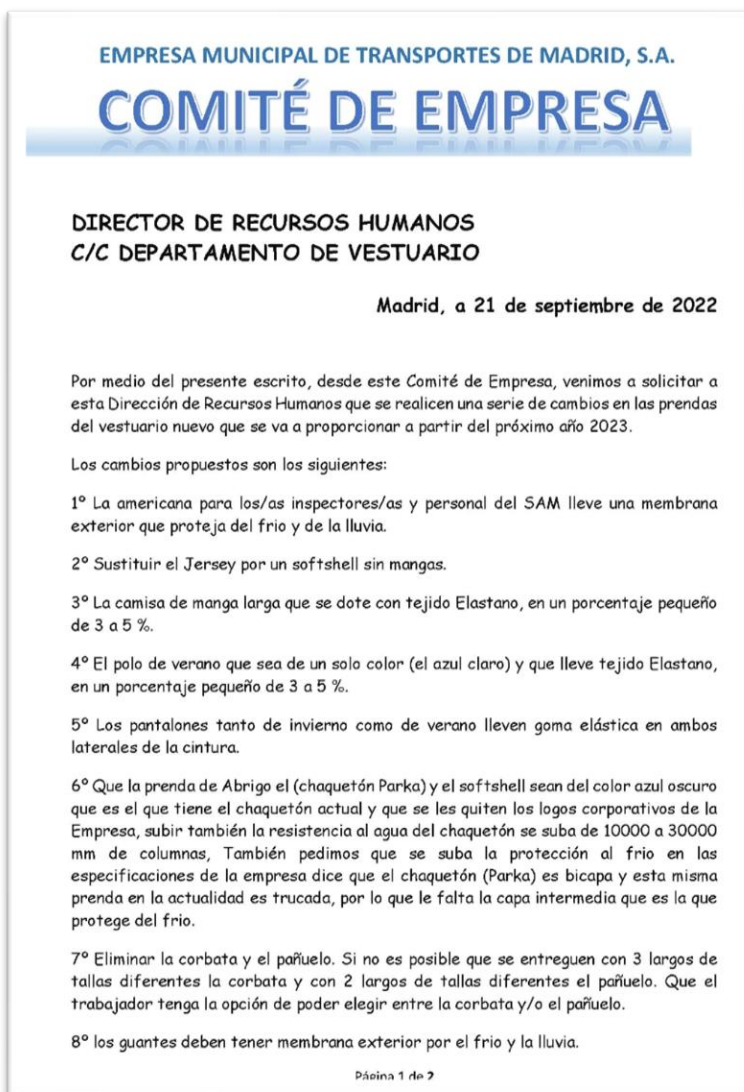 EMPRESA MUNICIPAL DE TRANSPORTES DE MADRID, S.A.
COMITÉ DE EMPRESA
DIRECTOR DE RECURSOS HUMANOS
C/C DEPARTAMENTO DE VESTUARIO
Madrid, a 21 de septiembre de 2022
Por medio del presente escrito, desde este Comité de Empresa, venimos a solicitar a
esta Dirección de Recursos Humanos que se realicen una serie de cambios en las prendas
del vestuario nuevo que se va a proporcionar a partir del próximo año 2023.
Los cambios propuestos son los siguientes:
1º La americana para los/as inspectores/as y personal del SAM lleve una membrana
exterior que proteja del frio y de la lluvia.
2º Sustituir el Jersey por un softshell sin mangas.
3º La camisa de manga larga que se dote con tejido Elastano, en un porcentaje pequeño
de 3 a 5 %.
4º El polo de verano que sea de un solo color (el azul claro) y que lleve tejido Elastano,
en un porcentaje pequeño de 3 a 5 %.
5º Los pantalones tanto de invierno como de verano lleven goma elástica en ambos
laterales de la cintura.
6º Que la prenda de Abrigo el (chaquetón Parka) y el softshell sean del color azul oscuro
que es el que tiene el chaquetón actual y que se les quiten los logos corporativos de la
Empresa, subir también la resistencia al agua del chaquetón se suba de 10000 a 30000
mm de columnas, También pedimos que se suba la protección al frio en las
especificaciones de la empresa dice que el chaquetón (Parka) es bicapa y esta misma
prenda en la actualidad es trucada, por lo que le falta la capa intermedia que es la que
protege del frio.
7º Eliminar la corbata y el pañuelo. Si no es posible que se entreguen con 3 largos de
tallas diferentes la corbata y con 2 largos de tallas diferentes el pañuelo. Que el
trabajador tenga la opción de poder elegir entre la corbata y/o el pañuelo.
8º los guantes deben tener membrana exterior por el frio y la lluvia.
Página 1 de 2